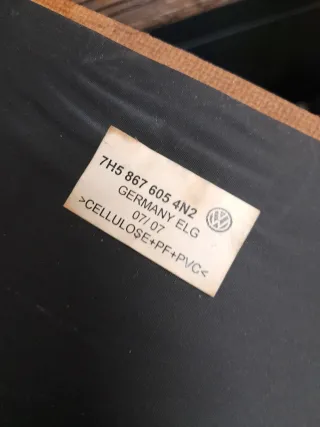 7H5 867 605 4N2
GERMANY ELG
07/07
>CELLULOSE+PF+PVC<